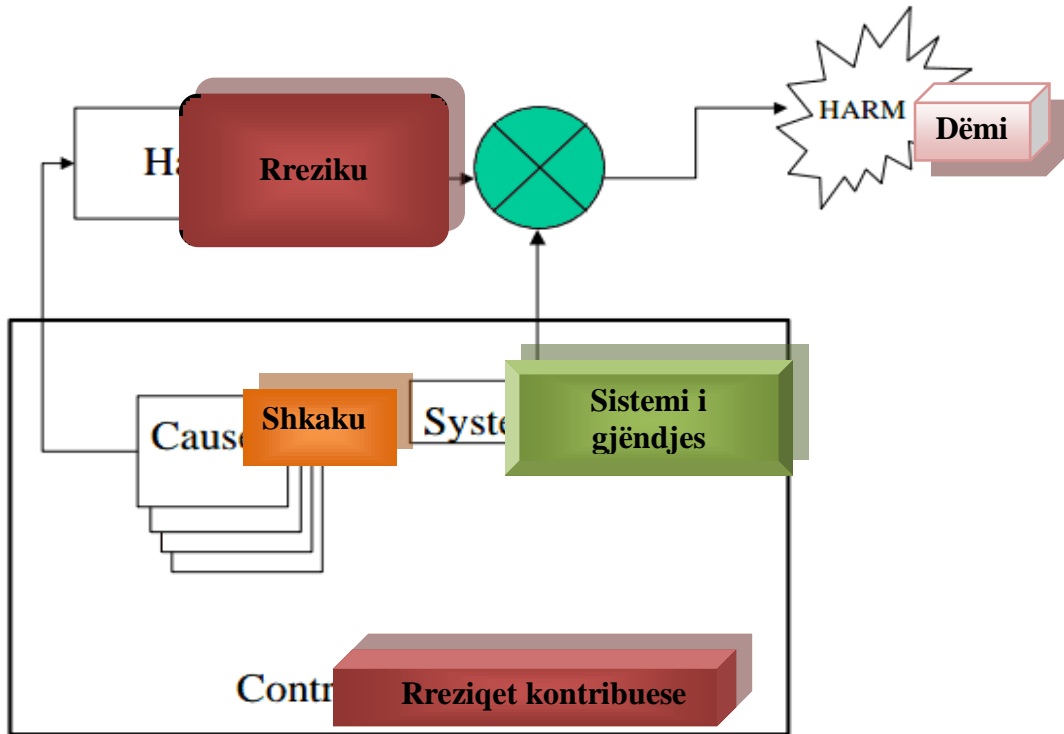 HARM
Dëmi
Rreziku
Shkaku
Sistemi i
gjëndjes
Rreziqet kontribuese